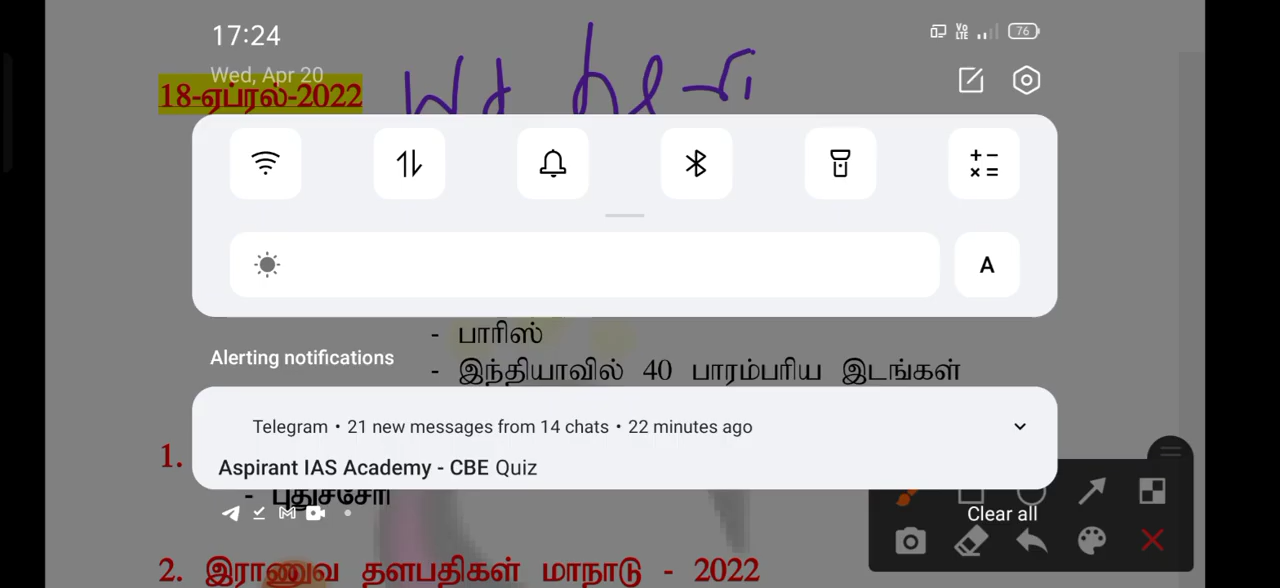 17:24
Vo LTE 76
Wed, Apr 20
18-ஏப்ரல்-2022
A
- பாரிஸ்
Alerting notifications
- இந்தியாவில் 40 பாரம்பரிய இடங்கள்
Telegram • 21 new messages from 14 chats • 22 minutes ago
1.
Aspirant IAS Academy - CBE Quiz
- புதுச்சேரி
Clear all
2. இராணுவ தளபதிகள் மாநாடு - 2022